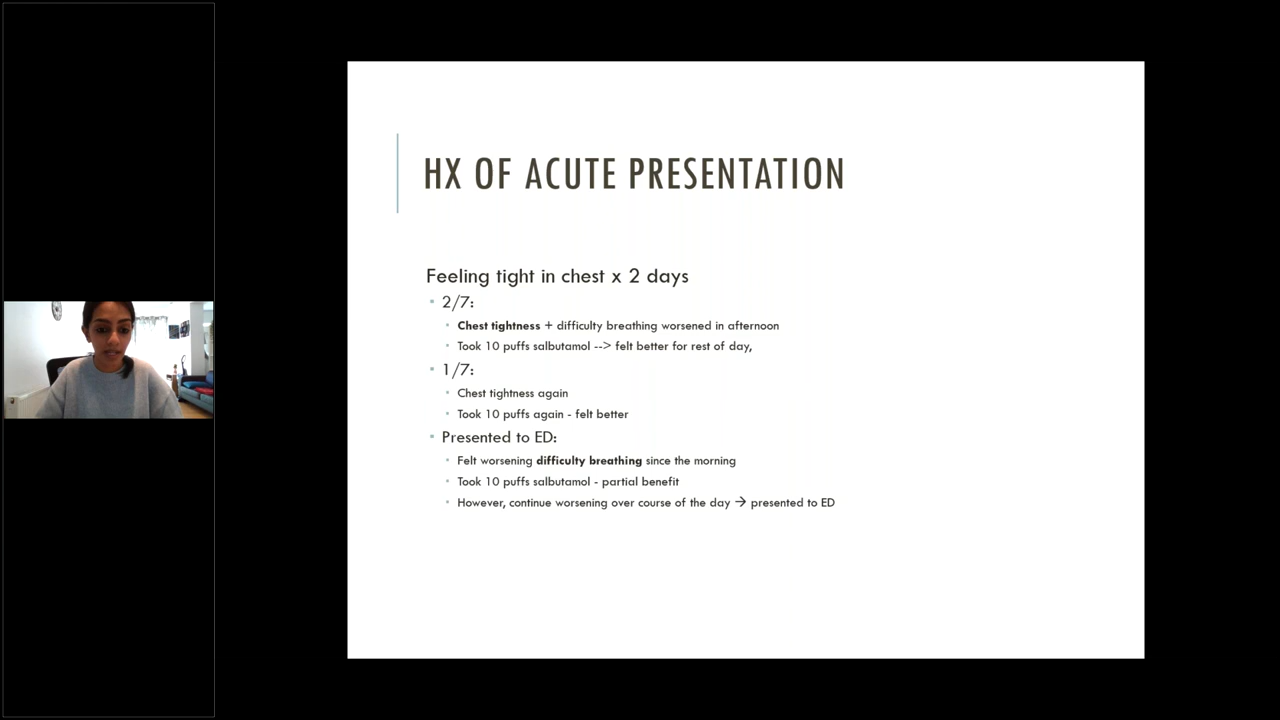 HX OF ACUTE PRESENTATION
Feeling tight in chest x 2 days
• 2/7:
• Chest tightness + difficulty breathing worsened in afternoon
• Took 10 puffs salbutamol --> felt better for rest of day,
• 1/7:
• Chest tightness again
• Took 10 puffs again - felt better
• Presented to ED:
• Felt worsening difficulty breathing since the morning
• Took 10 puffs salbutamol - partial benefit
• However, continue worsening over course of the day → presented to ED